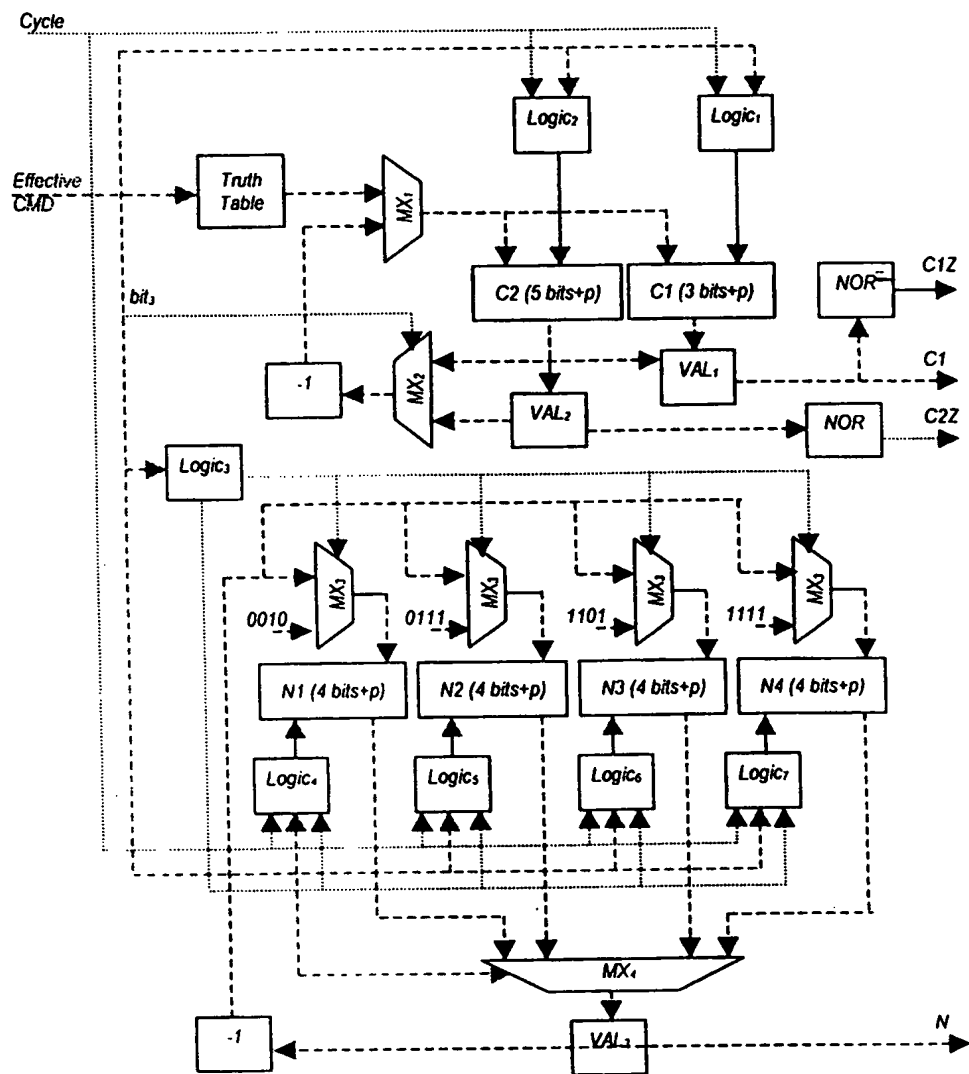 Cycle
Logic₂
Logic₁
Effective
CMD
Truth
Table
MX₁
C2 (5 bits+p)
C1 (3 bits+p)
NOR
C1Z
bit₃
MX₂
-1
VAL₁
C1
VAL₂
NOR
C2Z
Logic₃
MX₃
MX₃
MX₃
MX₃
0010
0111
1101
1111
N1 (4 bits+p)
N2 (4 bits+p)
N3 (4 bits+p)
N4 (4 bits+p)
Logic₄
Logic₅
Logic₆
Logic₇
MX₄
-1
VAL₃
N